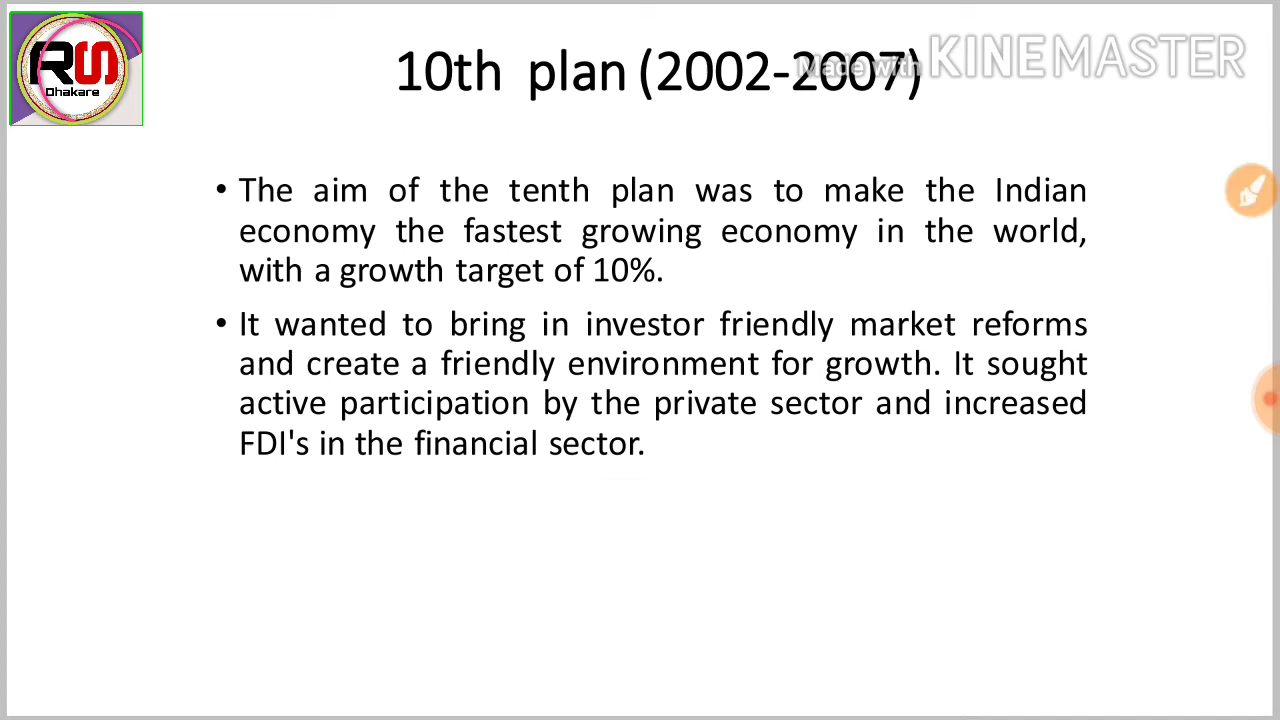 RS
Dhakare
10th plan (2002-2007)
Made with KINEMASTER
• The aim of the tenth plan was to make the Indian
economy the fastest growing economy in the world,
with a growth target of 10%.
• It wanted to bring in investor friendly market reforms
and create a friendly environment for growth. It sought
active participation by the private sector and increased
FDI's in the financial sector.